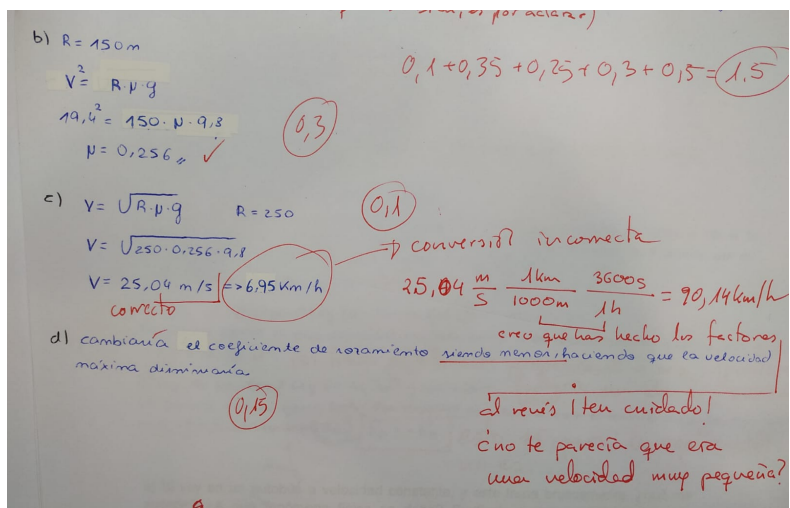 por aclarar)
b) R = 150 m
0,1 + 0,35 + 0,25 + 0,3 + 0,5 = 1,5
V² = R·μ·g
19,4² = 150·μ·9,8
0,3
μ = 0,256 〃 ✓
c) V = √R·μ·g R = 250
0,1
V = √250·0,256·9,8
→ conversión incorrecta
V = 25,04 m/s => 6,95 Km/h
25,04 m/s 1km/1000m 3600s/1h = 90,14km/h
correcto
creo que has hecho los factores
d) cambiaría el coeficiente de rozamiento siendo menor, haciendo que la velocidad
máxima disminuiría
0,15
al revés ¡ten cuidado!
¿no te parecía que era
una velocidad muy pequeña?